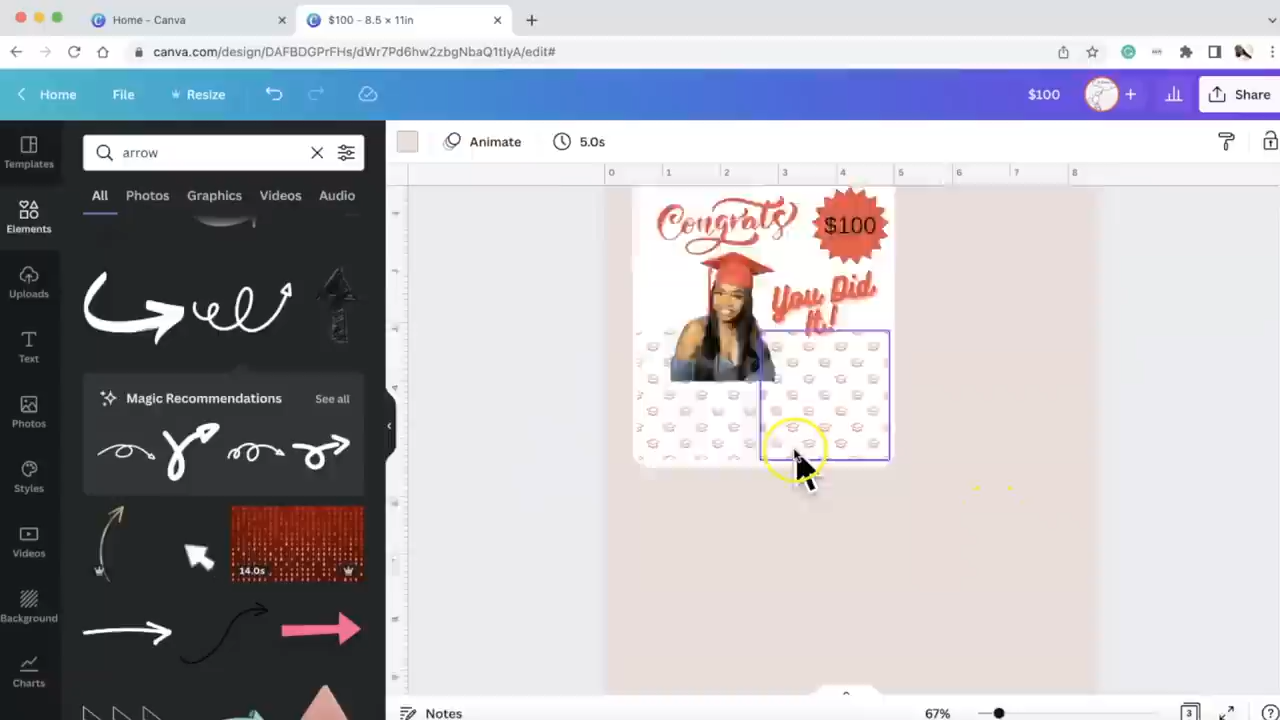 Home - Canva
$100 - 8.5 × 11in
canva.com/design/DAFBDGPrFHs/dWr7Pd6hw2zbgNbaQ1tIyA/edit#
Home
File
Resize
$100
Share
Templates
arrow
Animate
5.0s
Elements
All
Photos
Graphics
Videos
Audio
0
1
2
3
4
5
6
7
8
Uploads
Text
Photos
Styles
Videos
Background
Charts
Magic Recommendations
See all
14.0s
Congrats
$100
You Did
It!
Notes
67%
3